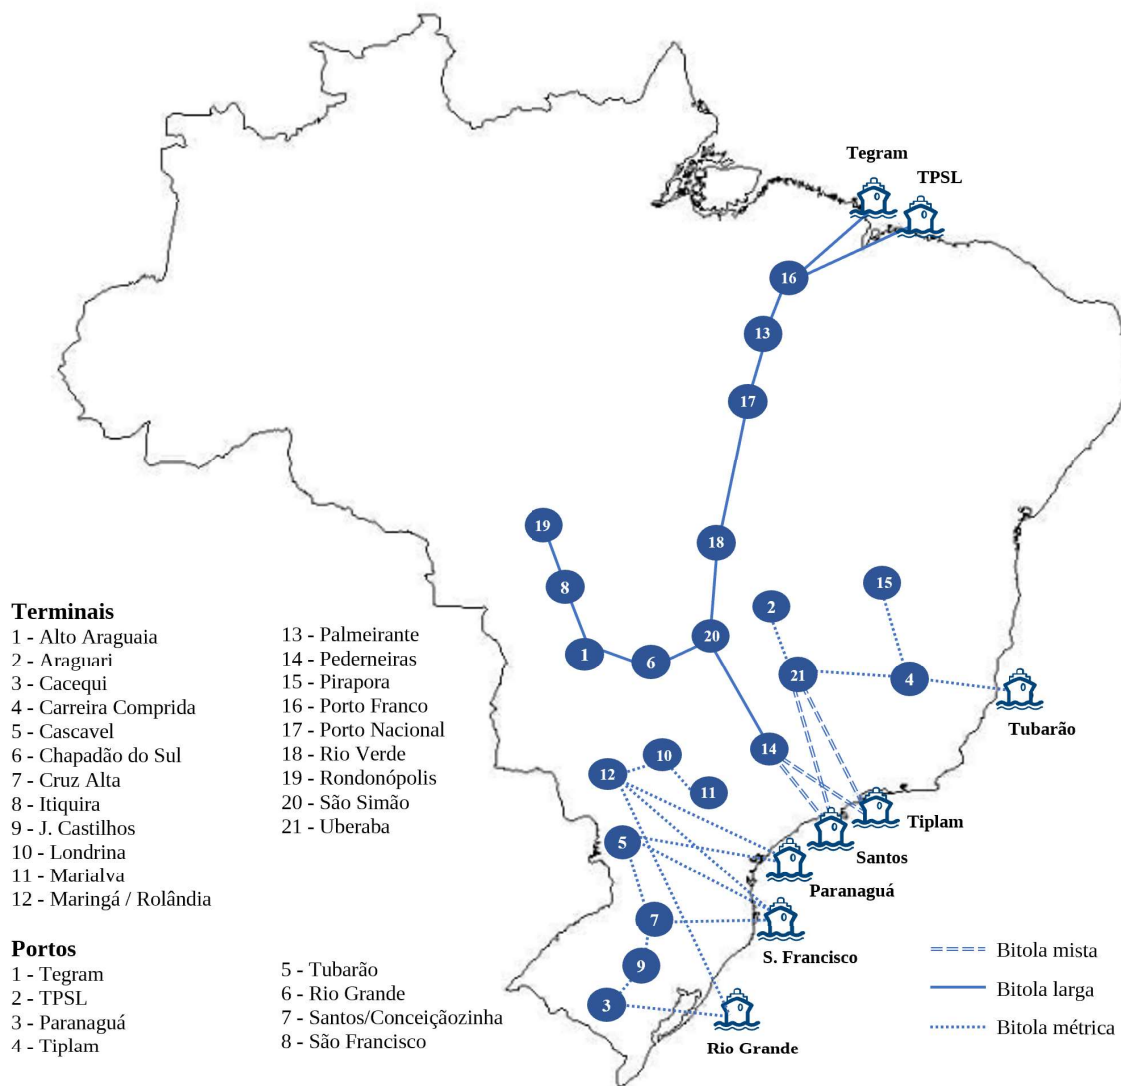 Tegram
TPSL
16
13
17
19
18
8
15
2
20
1
6
21
4
Tubarão
14
10
12
11
Tiplam
5
Santos
Paranaguá
7
S. Francisco
9
3
Rio Grande
Terminais
1 - Alto Araguaia
2 - Araguari
3 - Cacequi
4 - Carreira Comprida
5 - Cascavel
6 - Chapadão do Sul
7 - Cruz Alta
8 - Itiquira
9 - J. Castilhos
10 - Londrina
11 - Marialva
12 - Maringá / Rolândia
13 - Palmeirante
14 - Pederneiras
15 - Pirapora
16 - Porto Franco
17 - Porto Nacional
18 - Rio Verde
19 - Rondonópolis
20 - São Simão
21 - Uberaba
Portos
1 - Tegram
2 - TPSL
3 - Paranaguá
4 - Tiplam
5 - Tubarão
6 - Rio Grande
7 - Santos/Conceiçãozinha
8 - São Francisco
Bitola mista
Bitola larga
Bitola métrica